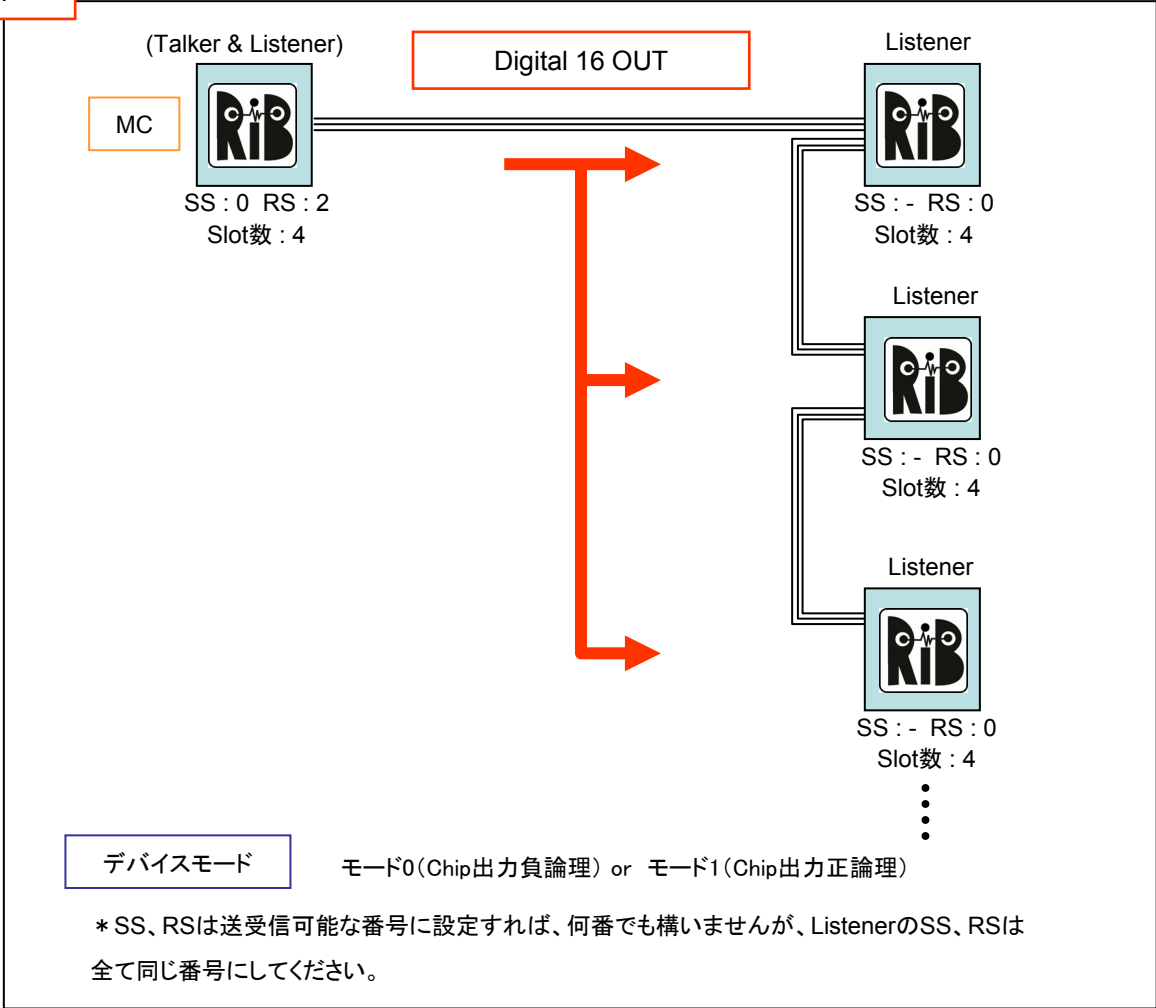 (Talker & Listener)
Digital 16 OUT
Listener
MC
RiB
RiB
SS : 0 RS : 2
Slot数 : 4
SS : - RS : 0
Slot数 : 4
Listener
RiB
SS : - RS : 0
Slot数 : 4
Listener
RiB
SS : - RS : 0
Slot数 : 4
デバイスモード
モード0(Chip出力負論理) or モード1(Chip出力正論理)
*SS、RSは送受信可能な番号に設定すれば、何番でも構いませんが、ListenerのSS、RSは
全て同じ番号にしてください。